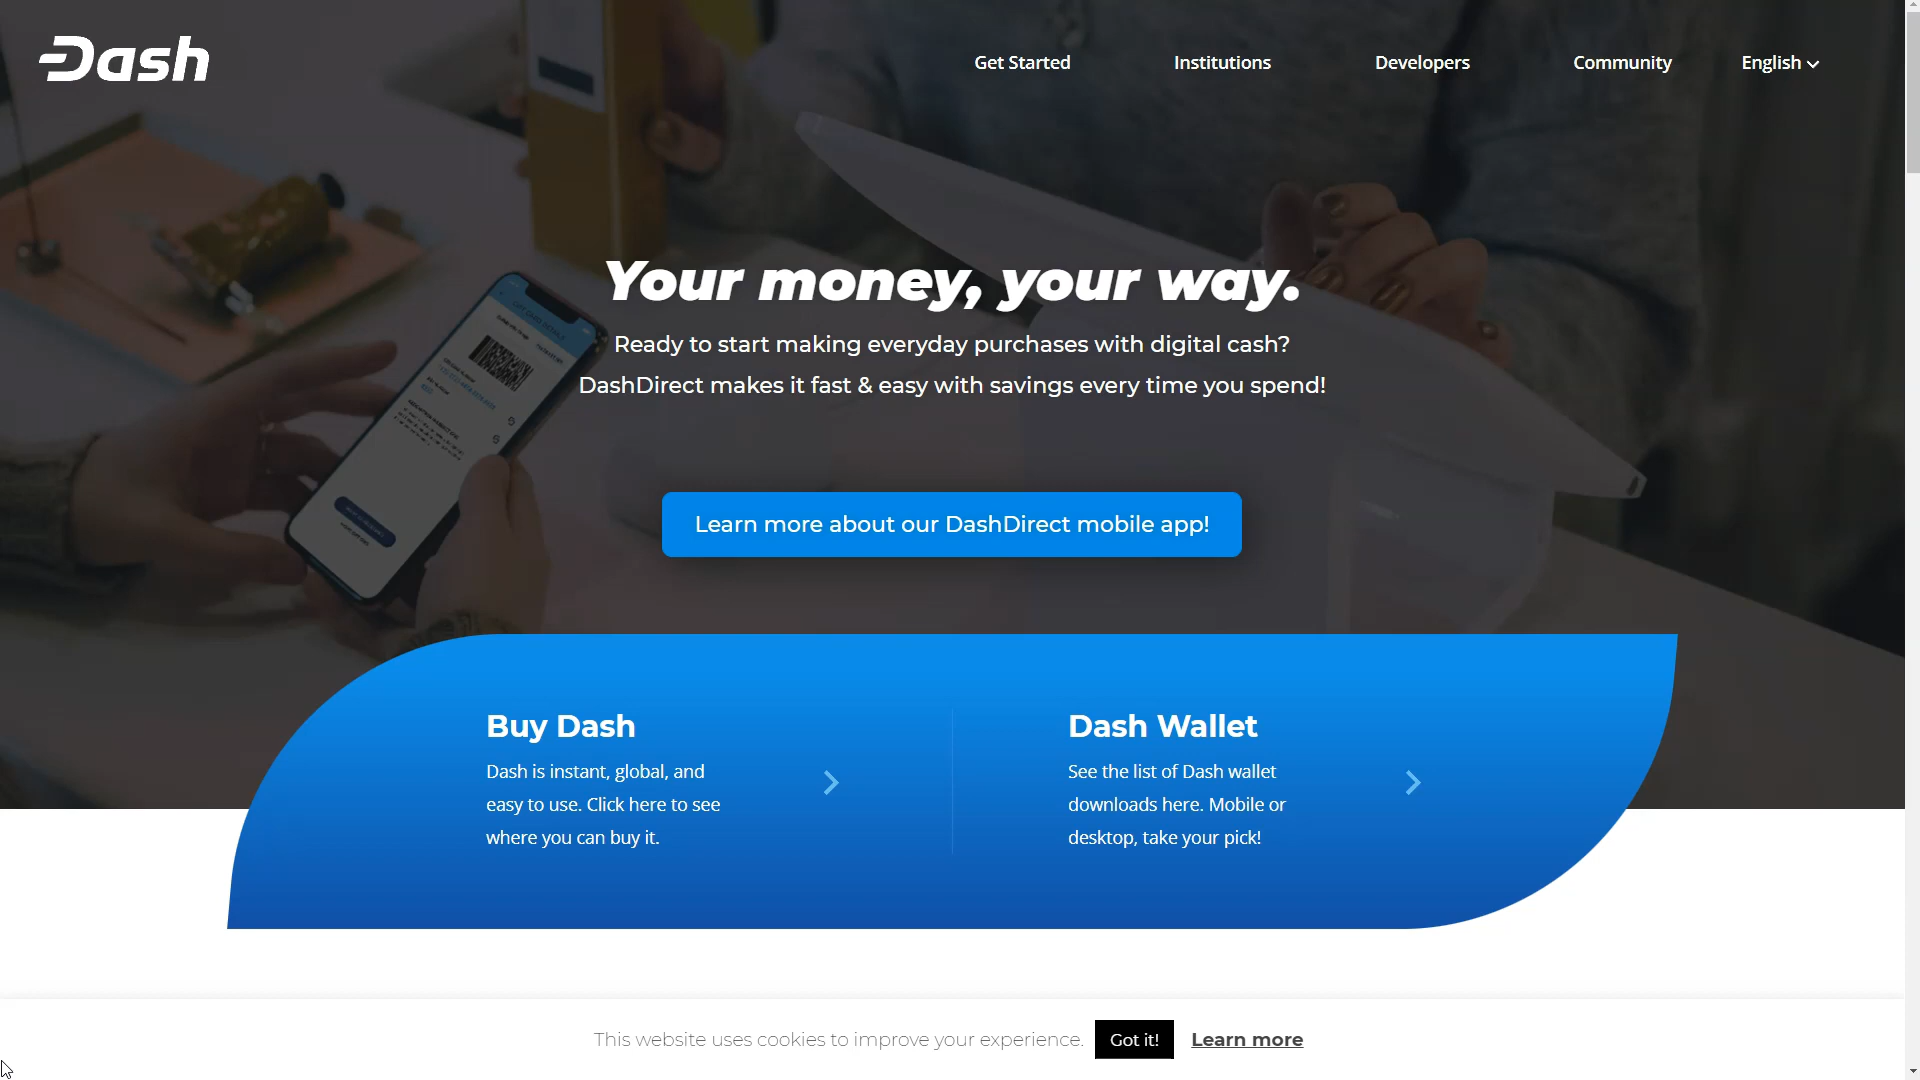 Dash
Get Started
Institutions
Developers
Community
English
Your money, your way.
Ready to start making everyday purchases with digital cash?
DashDirect makes it fast & easy with savings every time you spend!
Learn more about our DashDirect mobile app!
Buy Dash
Dash is instant, global, and
easy to use. Click here to see
where you can buy it.
Dash Wallet
See the list of Dash wallet
downloads here. Mobile or
desktop, take your pick!
This website uses cookies to improve your experience.
Got it!
Learn more